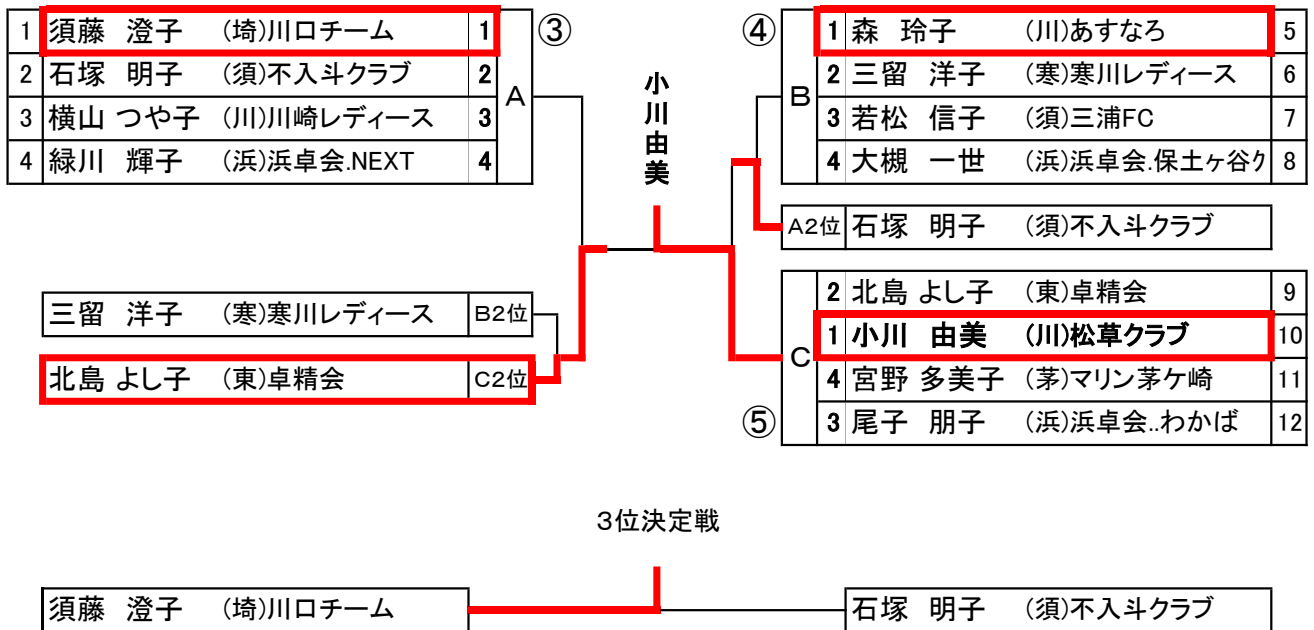 1 須藤 澄子 (埼)川口チーム 1 ③
2 石塚 明子 (須)不入斗クラブ 2
3 横山 つや子 (川)川崎レディース 3
4 緑川 輝子 (浜)浜卓会.NEXT 4
A
三留 洋子 (寒)寒川レディース B2位
北島 よし子 (東)卓精会 C2位
小川由美
④ 1 森 玲子 (川)あすなろ 5
2 三留 洋子 (寒)寒川レディース 6
3 若松 信子 (須)三浦FC 7
4 大槻 一世 (浜)浜卓会.保土ヶ谷ク 8
B
A2位 石塚 明子 (須)不入斗クラブ
2 北島 よし子 (東)卓精会 9
1 小川 由美 (川)松草クラブ 10
4 宮野 多美子 (茅)マリン茅ケ崎 11
⑤ 3 尾子 朋子 (浜)浜卓会..わかば 12
C
3位決定戦
須藤 澄子 (埼)川口チーム
石塚 明子 (須)不入斗クラブ